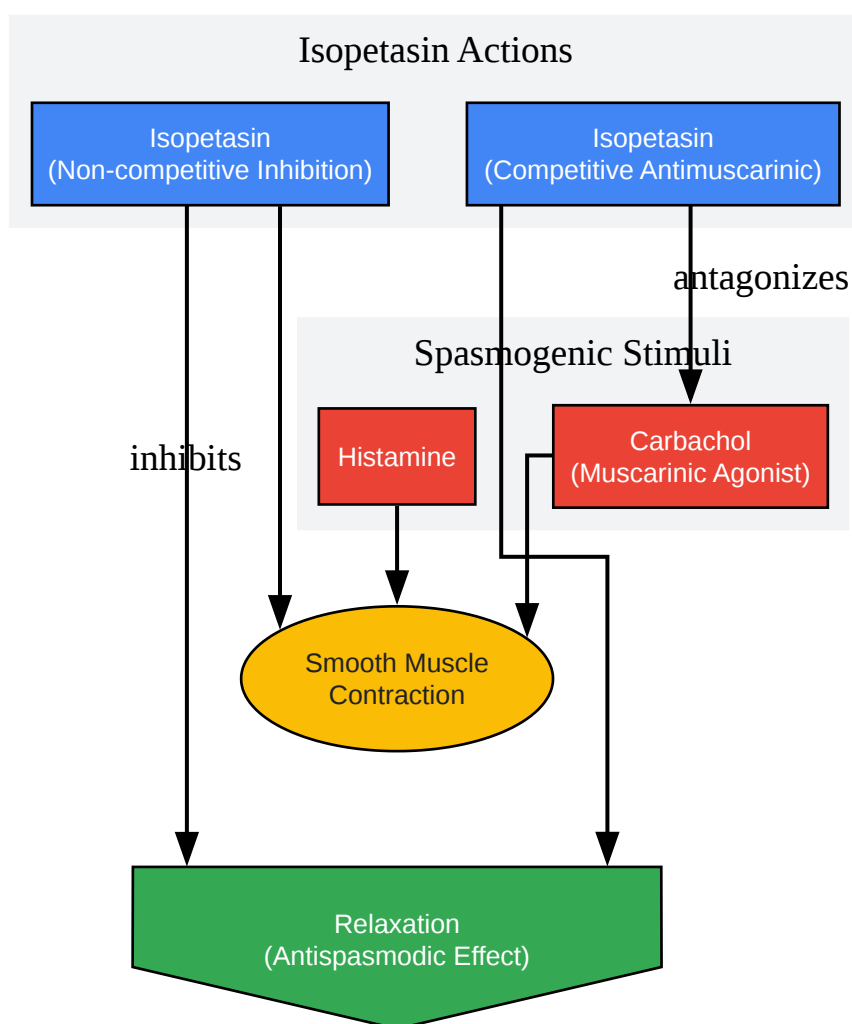 Isopetasin Actions
Isopetasin
(Non-competitive Inhibition)
Isopetasin
(Competitive Antimuscarinic)
antagonizes
Spasmogenic Stimuli
Histamine
Carbachol
(Muscarinic Agonist)
inhibits
Smooth Muscle
Contraction
Relaxation
(Antispasmodic Effect)